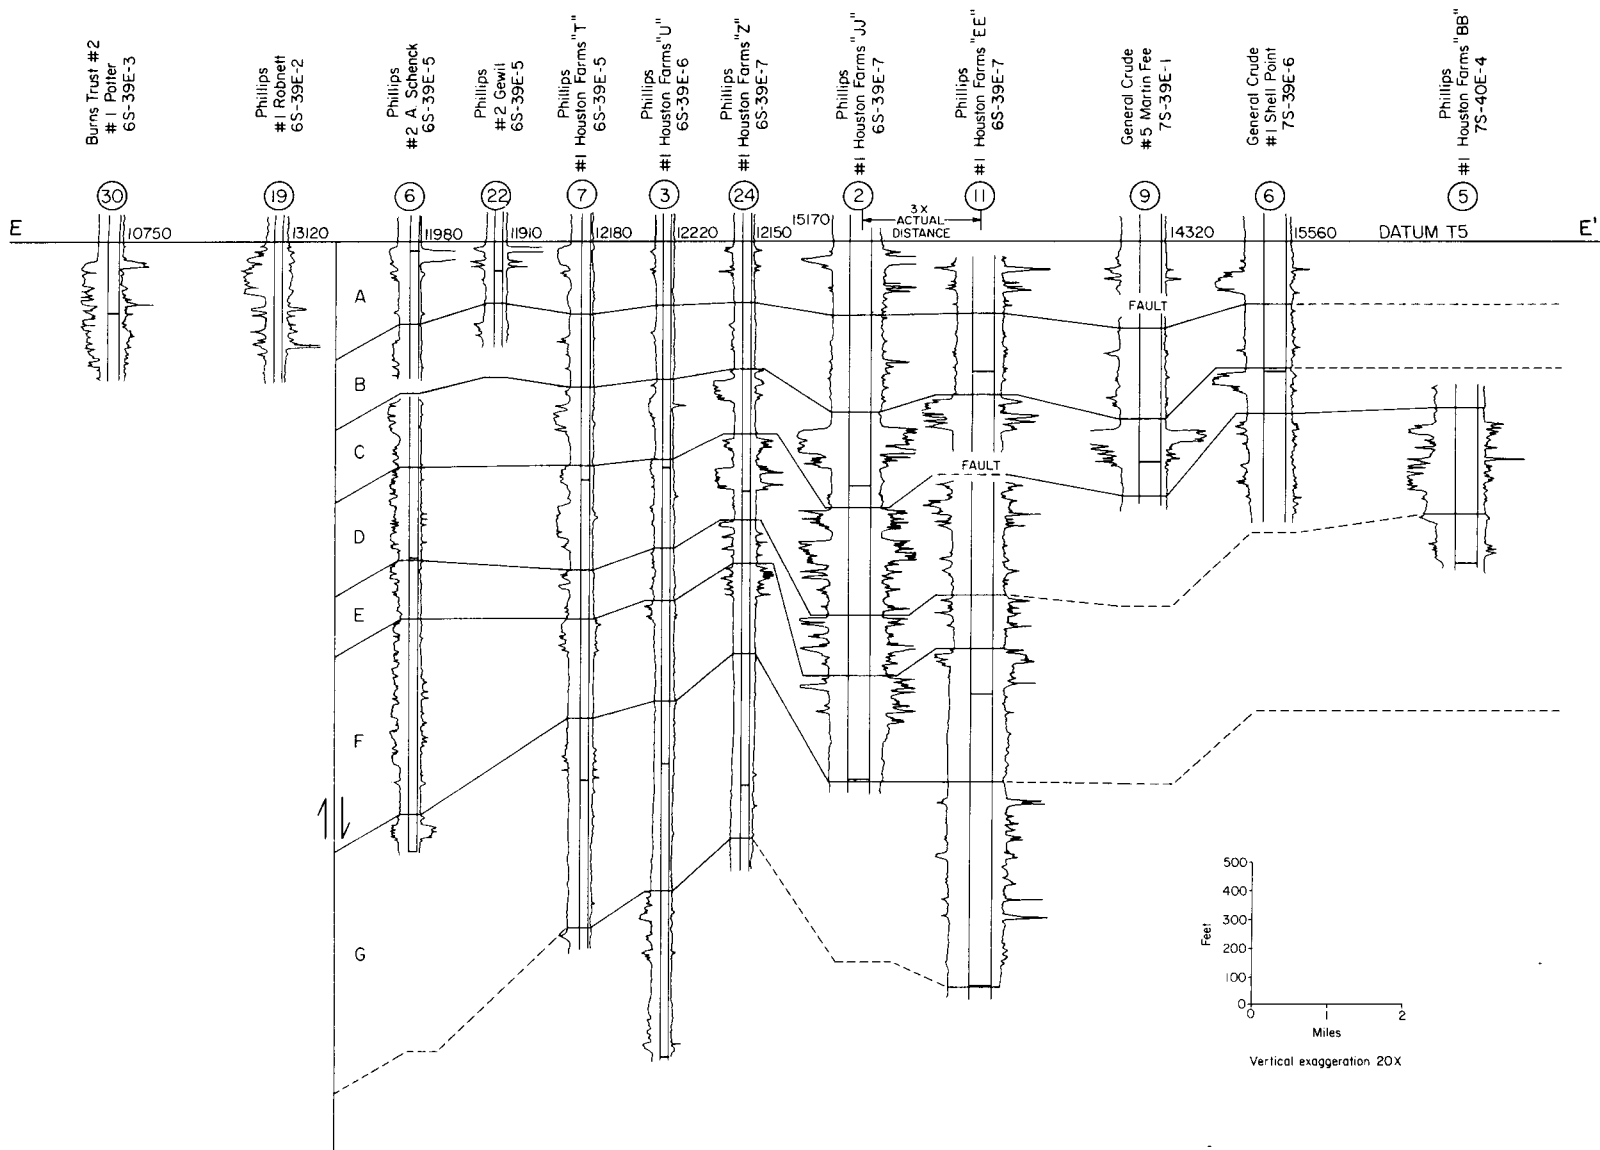 Burns Trust #2
#1 Potter
6S-39E-3
Phillips
#1 Robnett
6S-39E-2
Phillips
#2 A. Schenck
6S-39E-5
Phillips
#2 Gewil
6S-39E-5
Phillips
#1 Houston Farms "T"
6S-39E-5
Phillips
#1 Houston Farms "U"
6S-39E-6
Phillips
#1 Houston Farms "Z"
6S-39E-7
Phillips
#1 Houston Farms "JJ"
6S-39E-7
Phillips
#1 Houston Farms "EE"
6S-39E-7
General Crude
#5 Martin Fee
7S-39E-1
General Crude
#1 Shell Point
7S-39E-6
Phillips
#1 Houston Farms "BB"
7S-40E-4
30
19
6
22
7
3
24
2
11
9
6
5
3X
ACTUAL
DISTANCE
E
10750
13120
11980
11910
12180
12220
12150
15170
14320
15560
DATUM T5
E'
A
B
C
D
E
F
G
FAULT
FAULT
500
400
300
200
100
0
Feet
0
1
2
Miles
Vertical exaggeration 20X